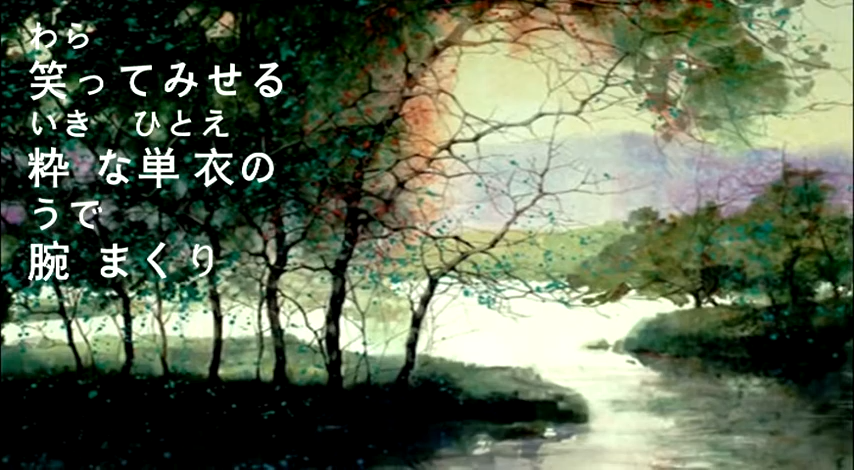 わら
笑ってみせる
いき ひとえ
粋 な単 衣の
うで
腕 まくり